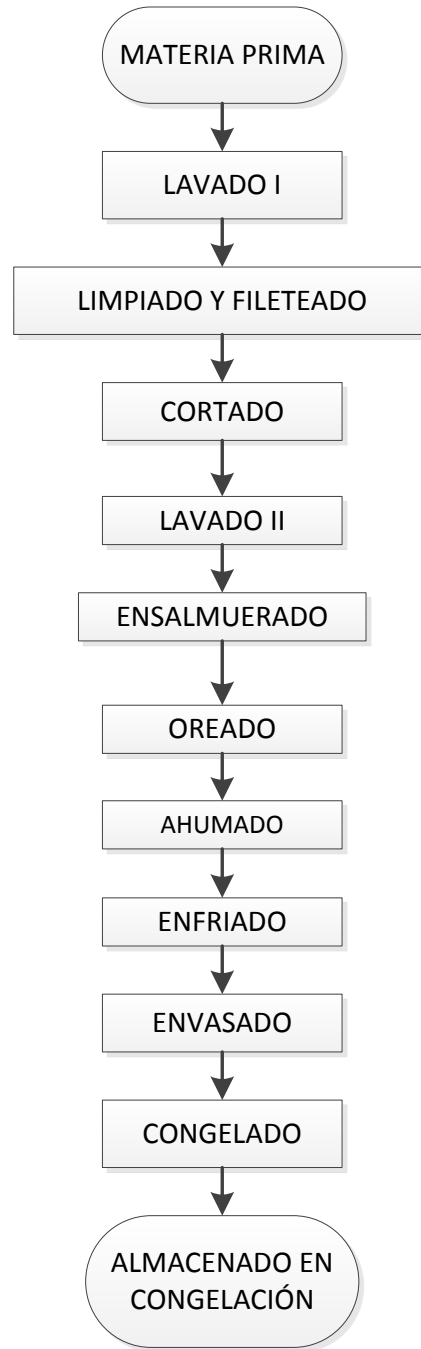 MATERIA PRIMA
LAVADO I
LIMPIADO Y FILETEADO
CORTADO
LAVADO II
ENSALMUERADO
OREADO
AHUMADO
ENFRIADO
ENVASADO
CONGELADO
ALMACENADO EN
CONGELACIÓN